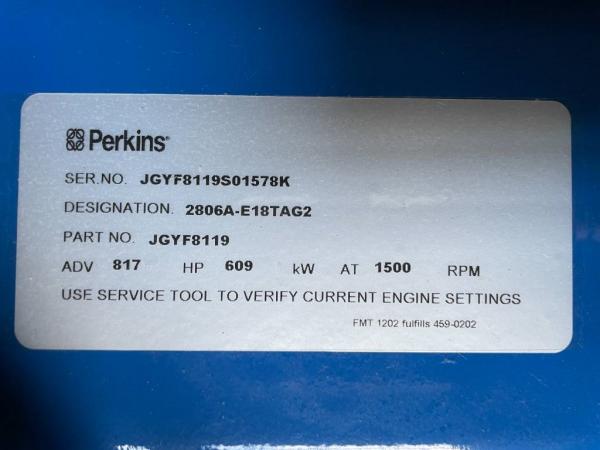 Perkins
SER.NO. JGYF8119S01578K
DESIGNATION. 2806A-E18TAG2
PART NO. JGYF8119
ADV 817 HP 609 kW AT 1500 RPM
USE SERVICE TOOL TO VERIFY CURRENT ENGINE SETTINGS
FMT 1202 fulfills 459-0202